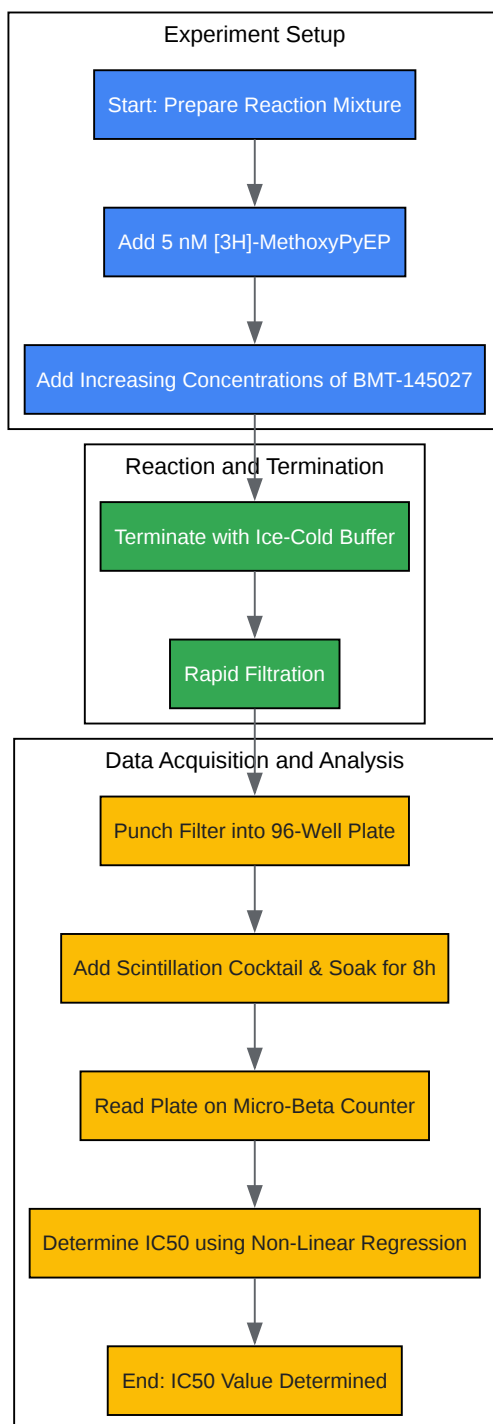 Experiment Setup
Start: Prepare Reaction Mixture
Add 5 nM [3H]-MethoxyPyEP
Add Increasing Concentrations of BMT-145027
Reaction and Termination
Terminate with Ice-Cold Buffer
Rapid Filtration
Data Acquisition and Analysis
Punch Filter into 96-Well Plate
Add Scintillation Cocktail & Soak for 8h
Read Plate on Micro-Beta Counter
Determine IC50 using Non-Linear Regression
End: IC50 Value Determined